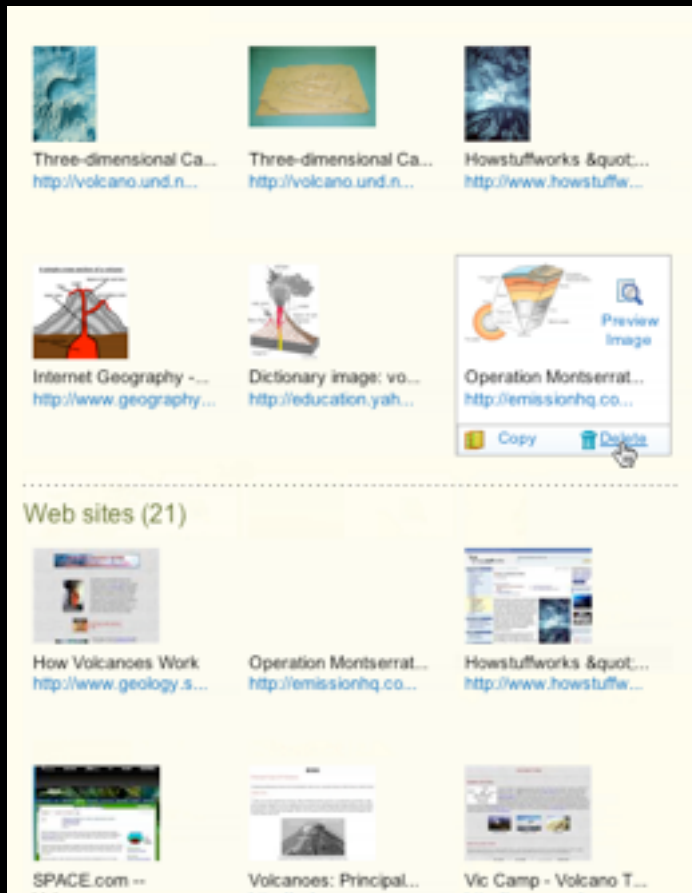 Three-dimensional Ca...
http://volcano.und.n...
Three-dimensional Ca...
http://volcano.und.n...
Howstuffworks &quot;...
http://www.howstuffw...
Internet Geography -...
http://www.geography...
Dictionary image: vo...
http://education.yah...
Preview
Image
Operation Montserrat...
http://emissionhq.co...
Copy
Delete
Web sites (21)
How Volcanoes Work
http://www.geology.s...
Operation Montserrat...
http://emissionhq.co...
Howstuffworks &quot;...
http://www.howstuffw...
SPACE.com --
Volcanoes: Principal...
Vic Camp - Volcano T...